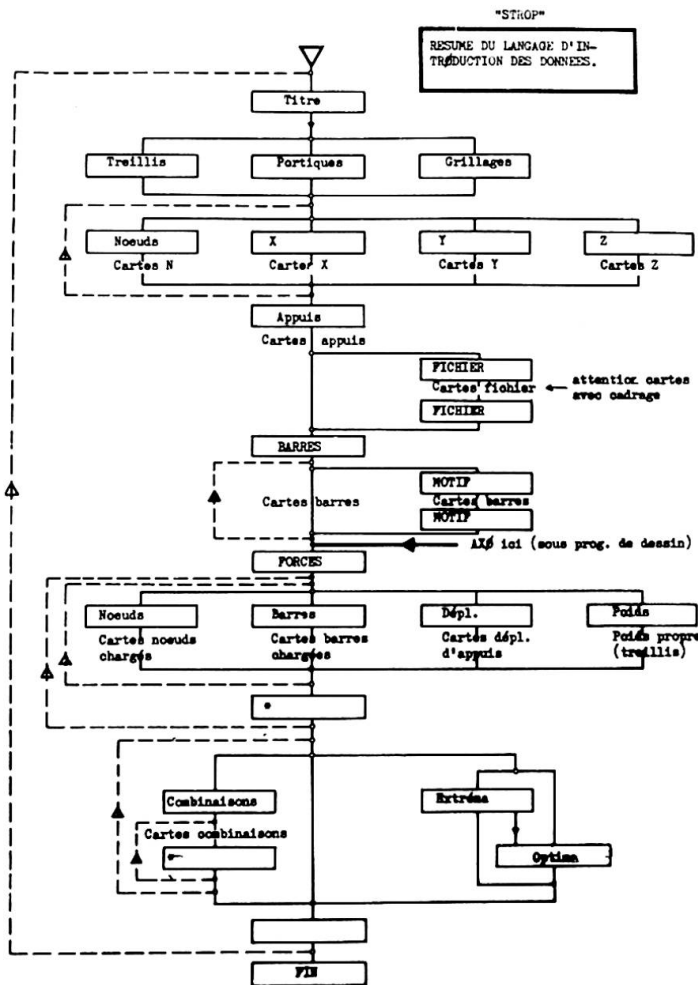 "STROP"
RESUME DU LANGAGE D'IN-
TRØDUCTION DES DONNEES.
Titre
Treillis Portiques Grillages
Noeuds X Y Z
Cartes N Cartes X Cartes Y Cartes Z
Appuis
Cartes appuis
FICHIER
Cartes fichier attention cartes
avec cadrage
FICHIER
BARRES
MOTIF
Cartes barres Cartes barres
MOTIF
AXØ ici (sous prog. de dessin)
FORCES
Noeuds Barres Dépl. Poids
Cartes noeuds Cartes barres Cartes dépl. Poids propre
chargés chargées d'appuis (treillis)
Combinaisons Extréma
Cartes combinaisons
Optima
FIN